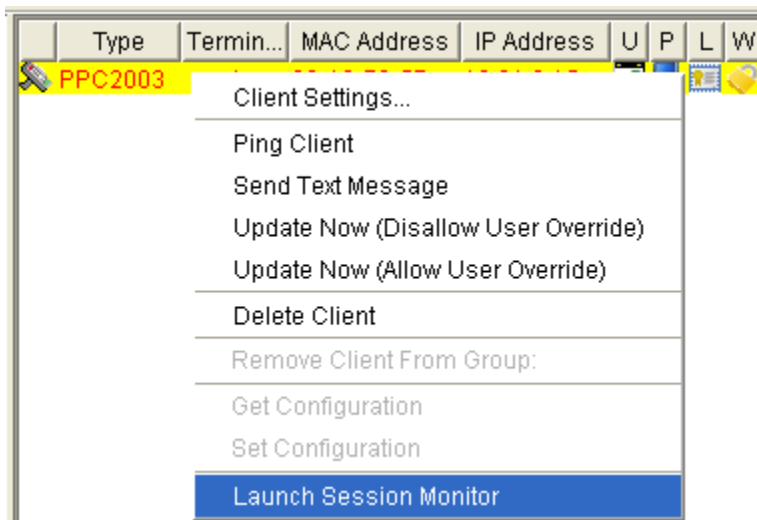 Type Termin... MAC Address IP Address U P L W
PPC2003
Client Settings...
Ping Client
Send Text Message
Update Now (Disallow User Override)
Update Now (Allow User Override)
Delete Client
Remove Client From Group:
Get Configuration
Set Configuration
Launch Session Monitor